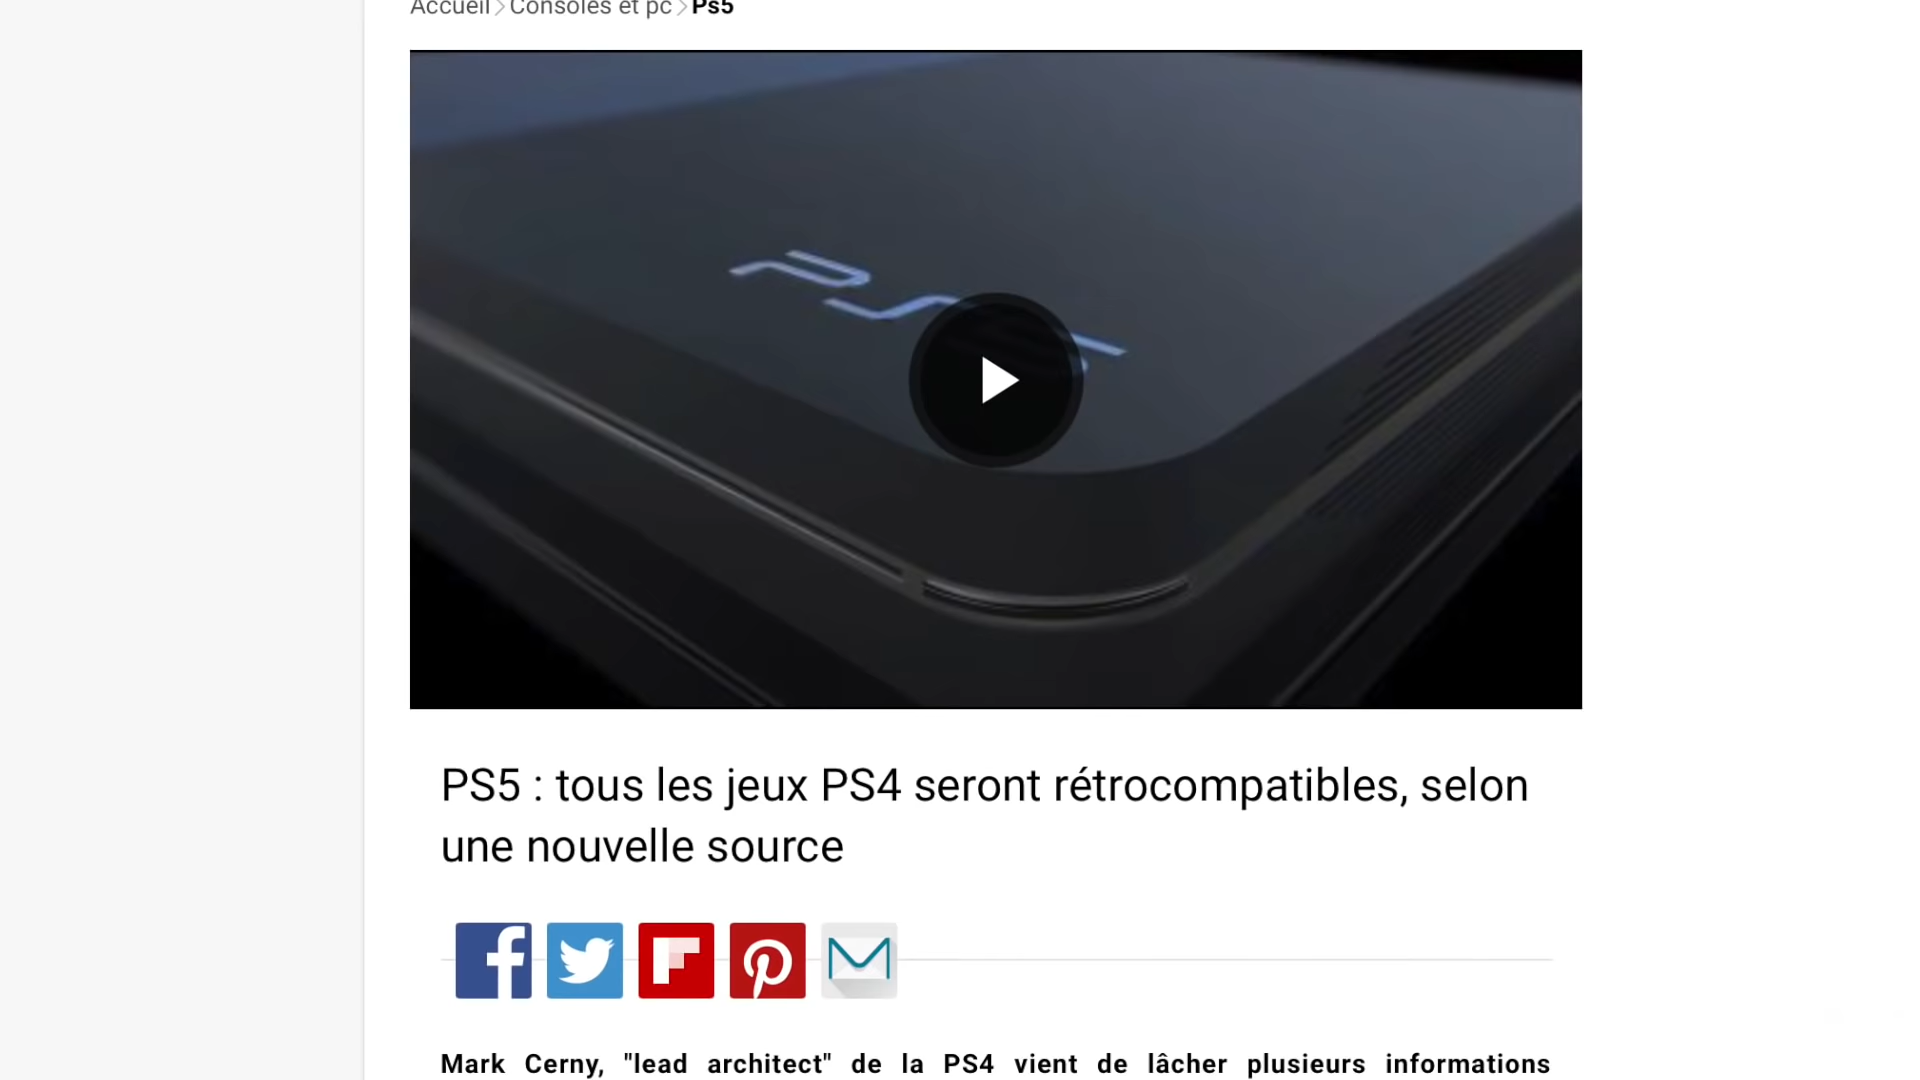 Accueil > Consoles et pc > Ps5
PS
PS5 : tous les jeux PS4 seront rétrocompatibles, selon
une nouvelle source
Mark Cerny, "lead architect" de la PS4 vient de lâcher plusieurs informations